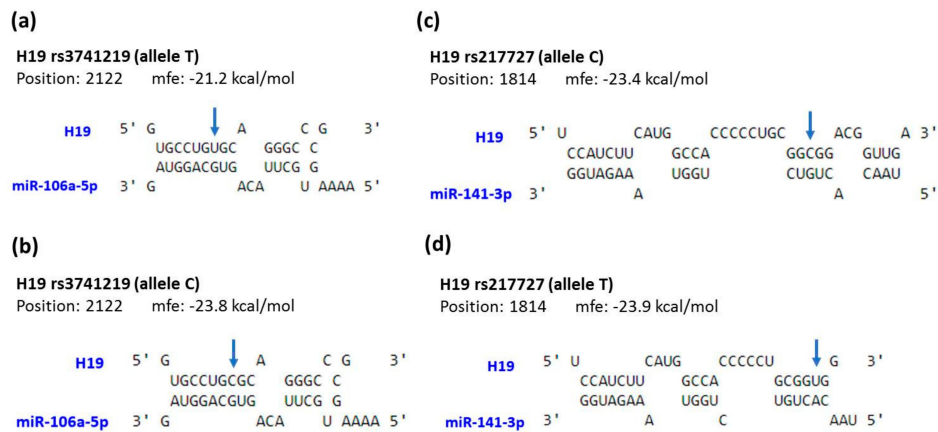 (a)
H19 rs3741219 (allele T)
Position: 2122 mfe: -21.2 kcal/mol
H19 5' G A C G 3'
UGCCUGUGC GGGC C
AUGGACGUG UUCG G
miR-106a-5p 3' G ACA U AAAA 5'
(b)
H19 rs3741219 (allele C)
Position: 2122 mfe: -23.8 kcal/mol
H19 5' G A C G 3'
UGCCUGCGC GGGC C
AUGGACGUG UUCG G
miR-106a-5p 3' G ACA U AAAA 5'
(c)
H19 rs217727 (allele C)
Position: 1814 mfe: -23.4 kcal/mol
H19 5' U CAUG CCCCCUGC ACG A 3'
CCAUCUU GCCA GGCGG GUUG
GGUAGAA UGGU CUGUC CAAU
miR-141-3p 3' A A 5'
(d)
H19 rs217727 (allele T)
Position: 1814 mfe: -23.9 kcal/mol
H19 5' U CAUG CCCCCU G 3'
CCAUCUU GCCA GCGGUG
GGUAGAA UGGU UGUCAC
miR-141-3p 3' A C AAU 5'